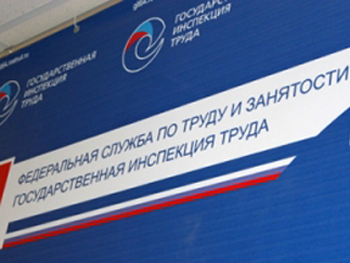 ГОСУДАРСТВЕННАЯ
ИНСПЕКЦИЯ
ТРУДА
ГОСУДАРСТВЕННАЯ
ИНСПЕКЦИЯ
ТРУДА
ФЕДЕРАЛЬНАЯ СЛУЖБА ПО ТРУДУ И ЗАНЯТОСТИ
ГОСУДАРСТВЕННАЯ ИНСПЕКЦИЯ ТРУДА